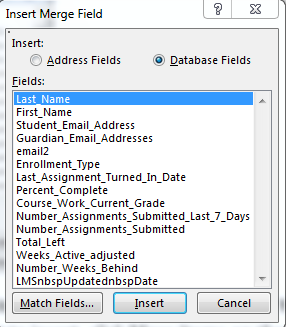 Insert Merge Field
Insert:
Address Fields Database Fields
Fields:
Last_Name
First_Name
Student_Email_Address
Guardian_Email_Addresses
email2
Enrollment_Type
Last_Assignment_Turned_In_Date
Percent_Complete
Course_Work_Current_Grade
Number_Assignments_Submitted_Last_7_Days
Number_Assignments_Submitted
Total_Left
Weeks_Active_adjusted
Number_Weeks_Behind
LMSnbspUpdatednbspDate
Match Fields... Insert Cancel